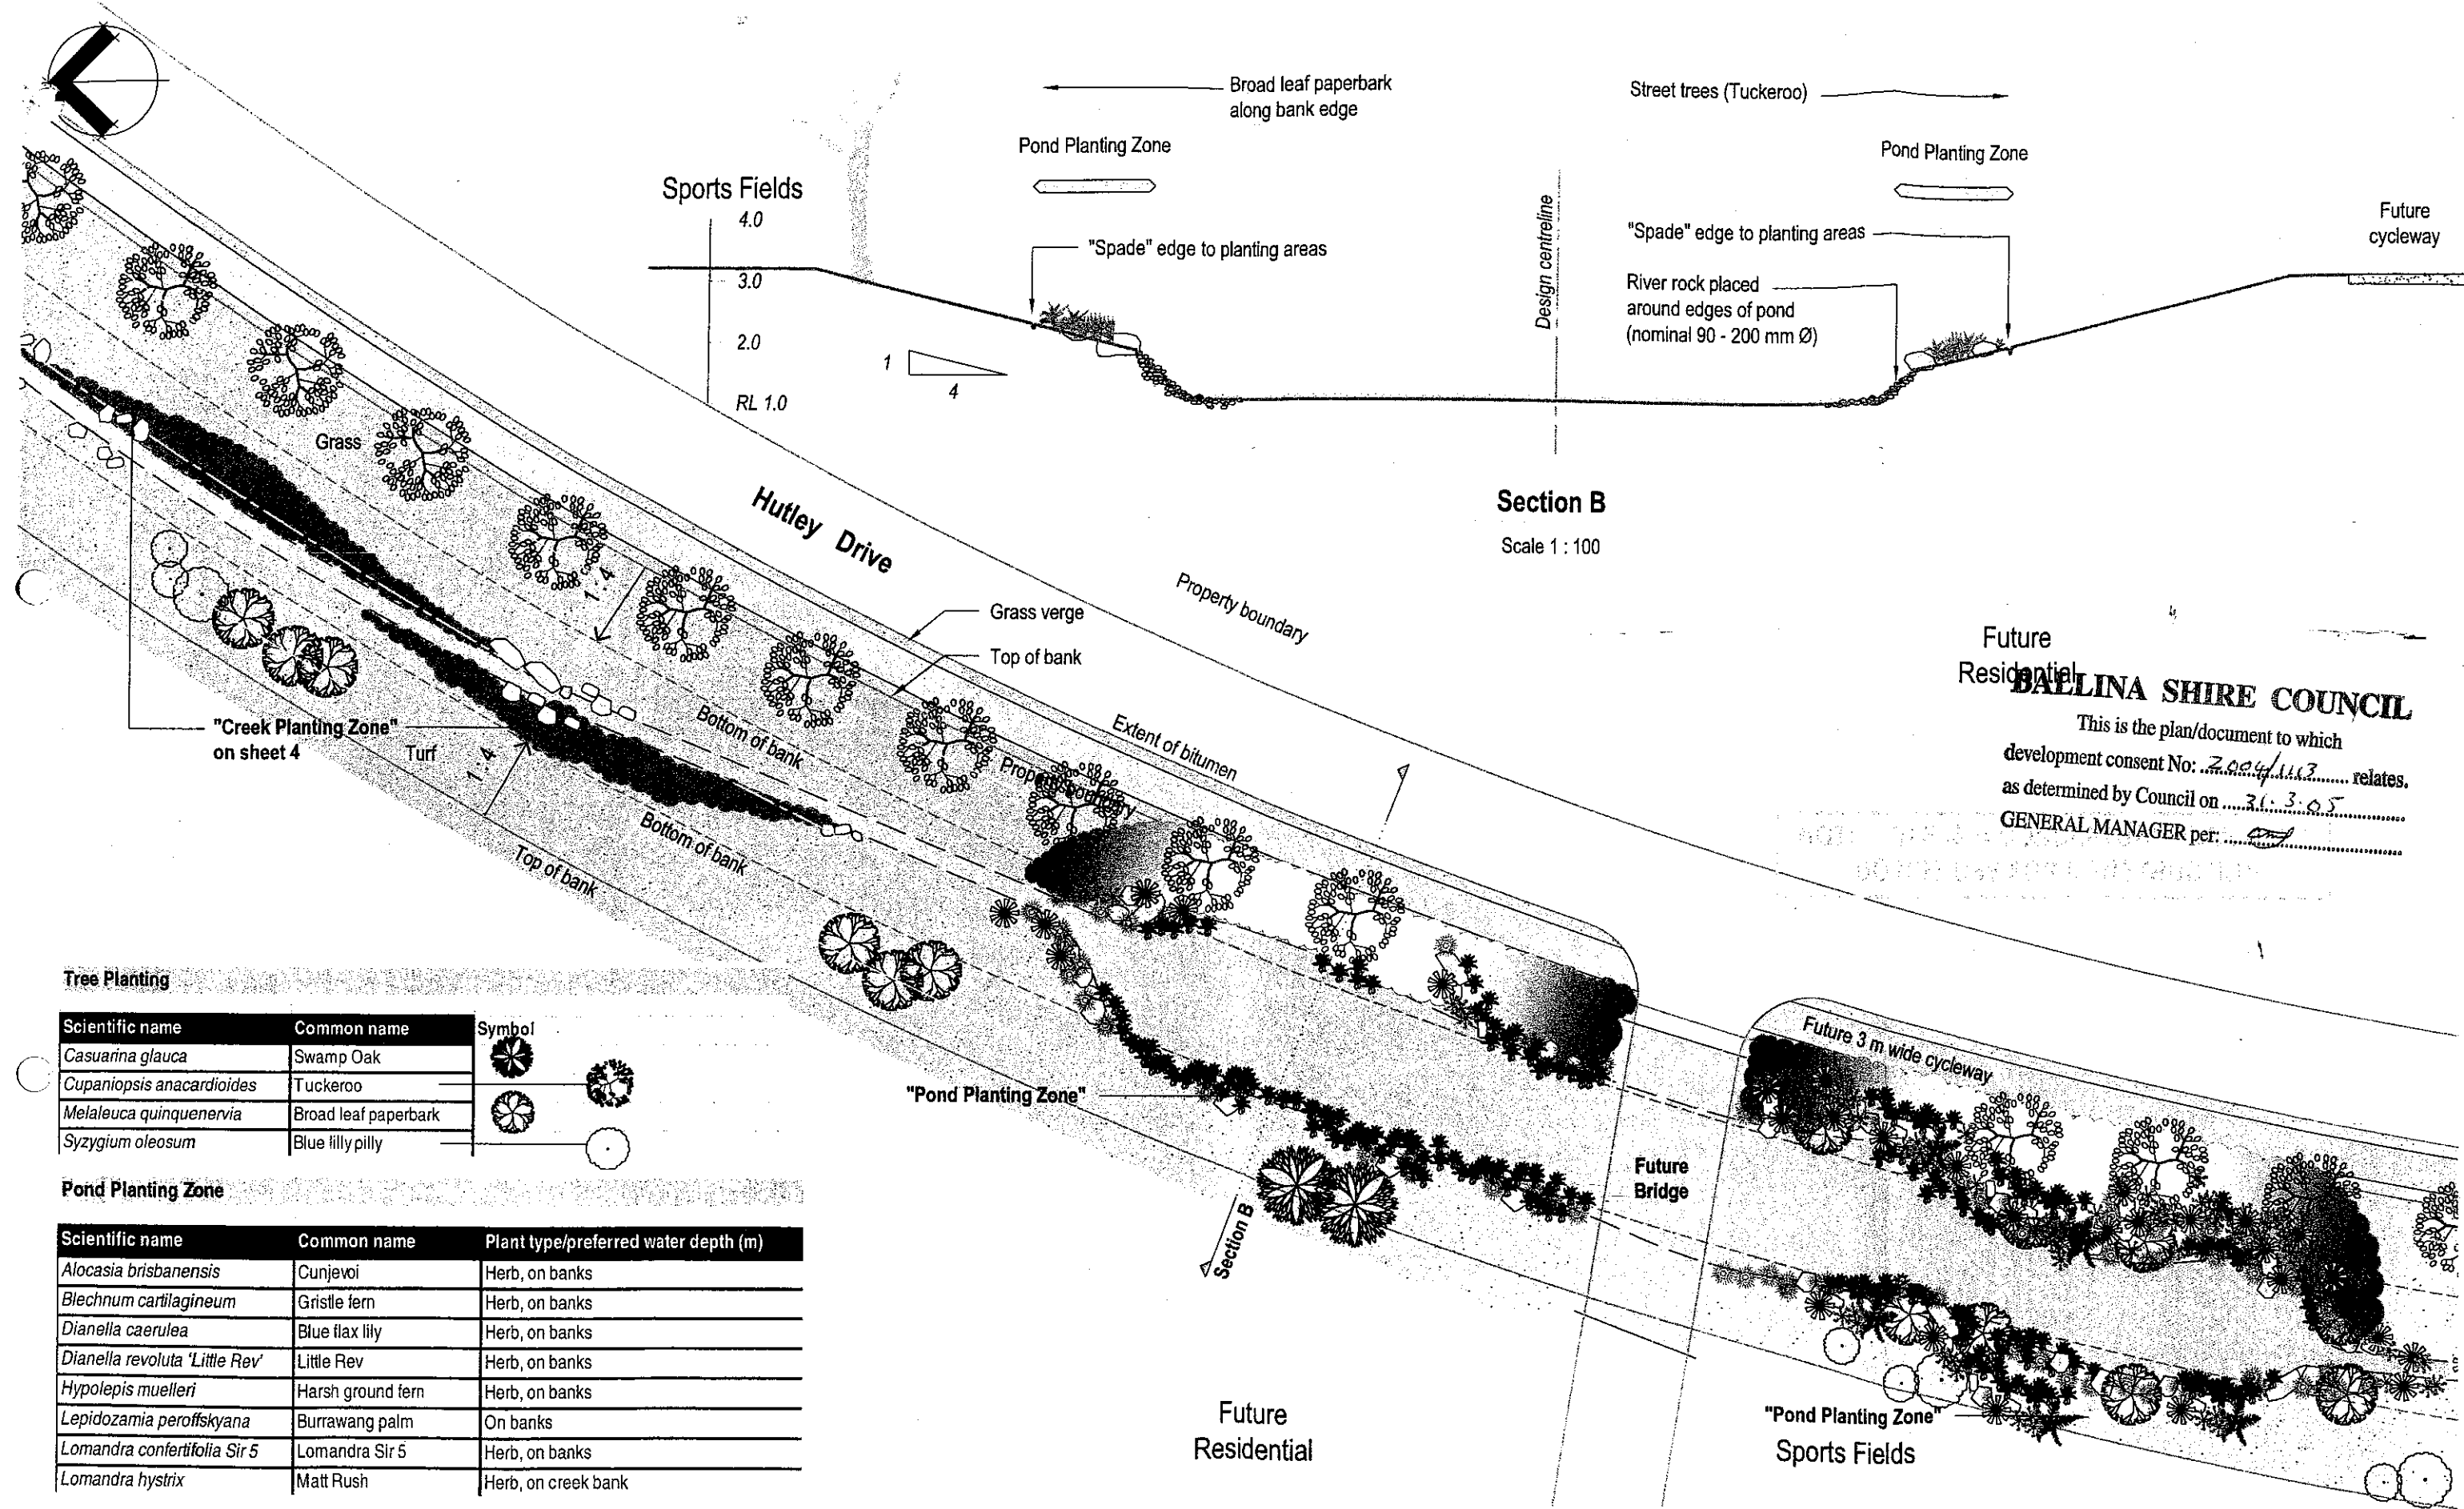 Broad leaf paperbark
along bank edge
Street trees (Tuckeroo)
Pond Planting Zone
Pond Planting Zone
Sports Fields
4.0
3.0
2.0
RL 1.0
"Spade" edge to planting areas
1
4
Design centreline
"Spade" edge to planting areas
River rock placed
around edges of pond
(nominal 90 - 200 mm Ø)
Future
cycleway
Section B
Scale 1 : 100
Grass
Hutley Drive
1:4
Grass verge
Top of bank
Property boundary
Extent of bitumen
Property boundary
Bottom of bank
"Creek Planting Zone"
on sheet 4
Turf
1:4
Bottom of bank
Top of bank
Future
Residential
BALLINA SHIRE COUNCIL
This is the plan/document to which
development consent No: 2004/1113 relates.
as determined by Council on 31.3.05
GENERAL MANAGER per:
Future 3 m wide cycleway
"Pond Planting Zone"
Future
Bridge
Section B
Future
Residential
"Pond Planting Zone"
Sports Fields
Tree Planting
Scientific name Common name Symbol
Casuarina glauca Swamp Oak
Cupaniopsis anacardioides Tuckeroo
Melaleuca quinquenervia Broad leaf paperbark
Syzygium oleosum Blue lillypilly
Pond Planting Zone
Scientific name Common name Plant type/preferred water depth (m)
Alocasia brisbanensis Cunjevoi Herb, on banks
Blechnum cartilagineum Gristle fern Herb, on banks
Dianella caerulea Blue flax lily Herb, on banks
Dianella revoluta 'Little Rev' Little Rev Herb, on banks
Hypolepis muelleri Harsh ground fern Herb, on banks
Lepidozamia peroffskyana Burrawang palm On banks
Lomandra confertifolia Sir 5 Lomandra Sir 5 Herb, on banks
Lomandra hystrix Matt Rush Herb, on creek bank